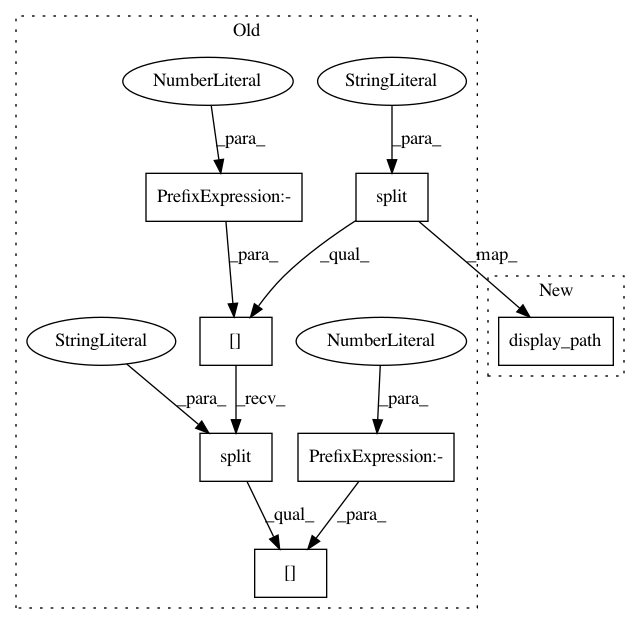 Old
NumberLiteral
StringLiteral
_para_
_para_
PrefixExpression:-
split
_para_
_qual_
_map_
New
[]
display_path
StringLiteral
NumberLiteral
_para_
_recv_
_para_
split
PrefixExpression:-
_qual_
_para_
[]